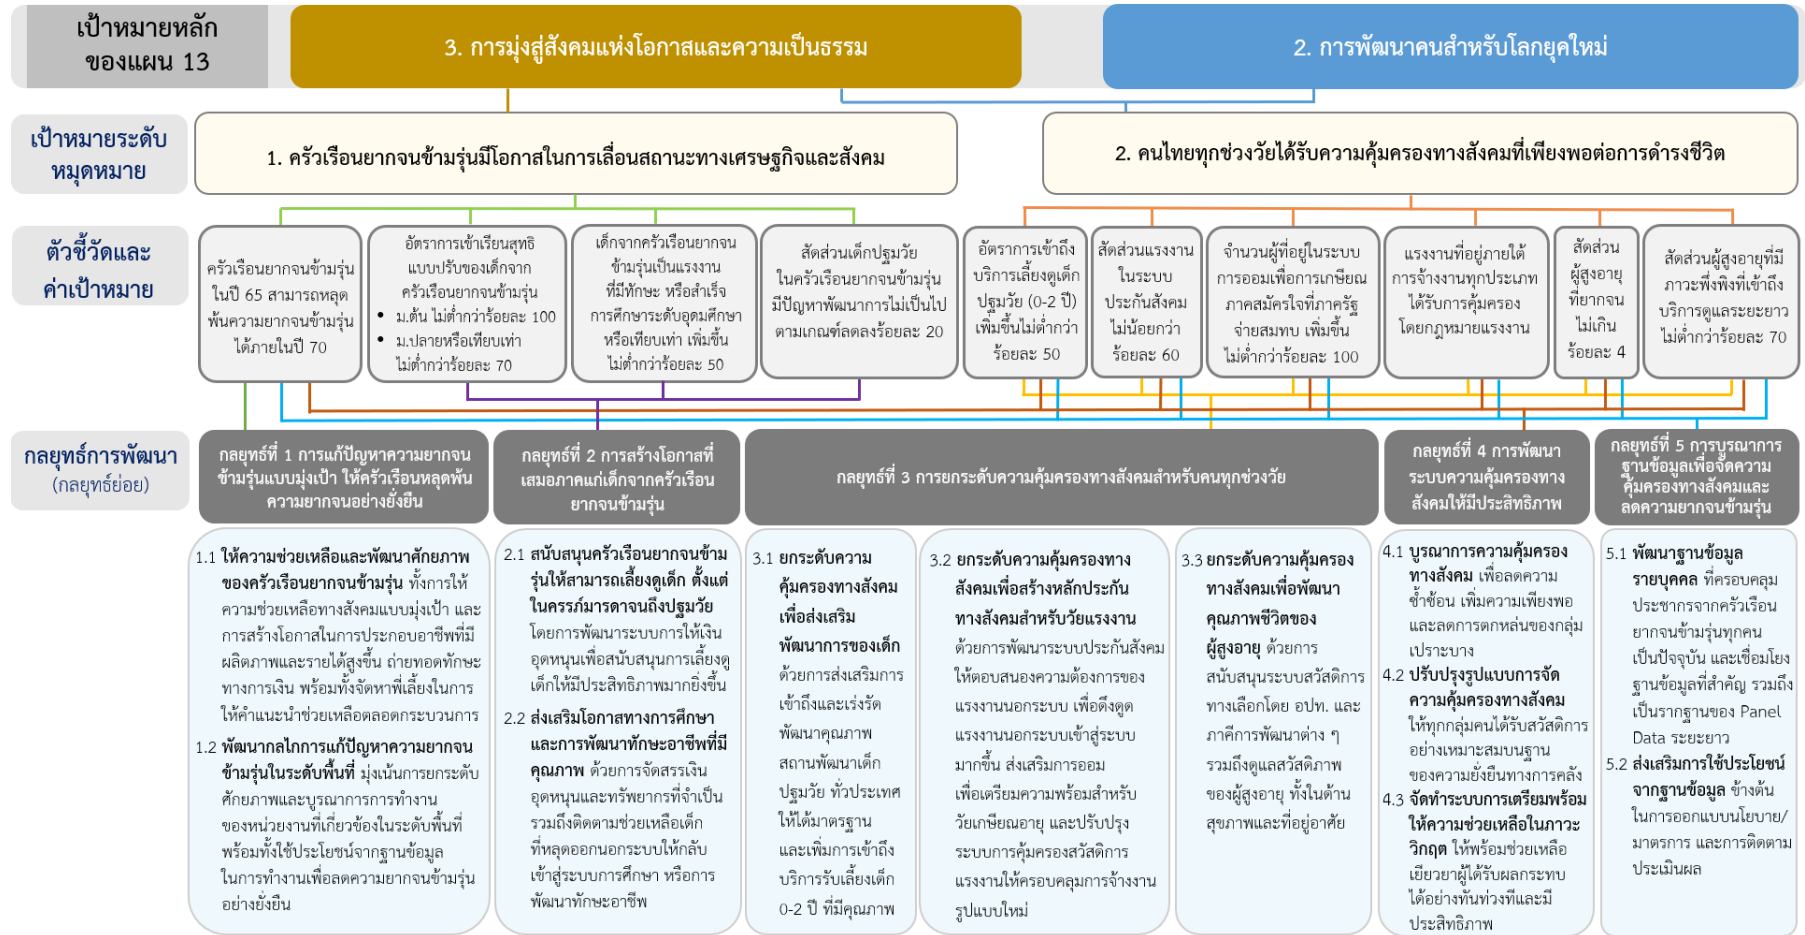 เป้าหมายหลัก
ของแผน 13
3. การมุ่งสู่สังคมแห่งโอกาสและความเป็นธรรม
2. การพัฒนาคนสำหรับโลกยุคใหม่
เป้าหมายระดับ
หมุดหมาย
1. ครัวเรือนยากจนข้ามรุ่นมีโอกาสในการเลื่อนสถานะทางเศรษฐกิจและสังคม
2. คนไทยทุกช่วงวัยได้รับความคุ้มครองทางสังคมที่เพียงพอต่อการดำรงชีวิต
ตัวชี้วัดและ
ค่าเป้าหมาย
ครัวเรือนยากจนข้ามรุ่น
ในปี 65 สามารถหลุด
พ้นความยากจนข้ามรุ่น
ได้ภายในปี 70
อัตราการเข้าเรียนสุทธิ
แบบปรับของเด็กจาก
ครัวเรือนยากจนข้ามรุ่น
• ม.ต้น ไม่ต่ำกว่าร้อยละ 100
• ม.ปลายหรือเทียบเท่า
ไม่ต่ำกว่าร้อยละ 70
เด็กจากครัวเรือนยากจน
ข้ามรุ่นเป็นแรงงาน
ที่มีทักษะ หรือสำเร็จ
การศึกษาระดับอุดมศึกษา
หรือเทียบเท่า เพิ่มขึ้น
ไม่ต่ำกว่าร้อยละ 50
สัดส่วนเด็กปฐมวัย
ในครัวเรือนยากจนข้ามรุ่น
มีปัญหาพัฒนาการไม่เป็นไป
ตามเกณฑ์ลดลงร้อยละ 20
อัตราการเข้าถึง
บริการเลี้ยงดูเด็ก
ปฐมวัย (0-2 ปี)
เพิ่มขึ้นไม่ต่ำกว่า
ร้อยละ 50
สัดส่วนแรงงาน
ในระบบ
ประกันสังคม
ไม่น้อยกว่า
ร้อยละ 60
จำนวนผู้ที่อยู่ในระบบ
การออมเพื่อการเกษียณ
ภาคสมัครใจที่ภาครัฐ
จ่ายสมทบ เพิ่มขึ้น
ไม่ต่ำกว่าร้อยละ 100
แรงงานที่อยู่ภายใต้
การจ้างงานทุกประเภท
ได้รับการคุ้มครอง
โดยกฎหมายแรงงาน
สัดส่วน
ผู้สูงอายุ
ที่ยากจน
ไม่เกิน
ร้อยละ 4
สัดส่วนผู้สูงอายุที่มี
ภาวะพึ่งพิงที่เข้าถึง
บริการดูแลระยะยาว
ไม่ต่ำกว่าร้อยละ 70
กลยุทธ์การพัฒนา
(กลยุทธ์ย่อย)
กลยุทธ์ที่ 1 การแก้ปัญหาความยากจน
ข้ามรุ่นแบบมุ่งเป้า ให้ครัวเรือนหลุดพ้น
ความยากจนอย่างยั่งยืน
กลยุทธ์ที่ 2 การสร้างโอกาสที่
เสมอภาคแก่เด็กจากครัวเรือน
ยากจนข้ามรุ่น
กลยุทธ์ที่ 3 การยกระดับความคุ้มครองทางสังคมสำหรับคนทุกช่วงวัย
กลยุทธ์ที่ 4 การพัฒนา
ระบบความคุ้มครองทาง
สังคมให้มีประสิทธิภาพ
กลยุทธ์ที่ 5 การบูรณาการ
ฐานข้อมูลเพื่อจัดความ
คุ้มครองทางสังคมและ
ลดความยากจนข้ามรุ่น
1.1 ให้ความช่วยเหลือและพัฒนาศักยภาพ
ของครัวเรือนยากจนข้ามรุ่น ทั้งการให้
ความช่วยเหลือทางสังคมแบบมุ่งเป้า และ
การสร้างโอกาสในการประกอบอาชีพที่มี
ผลิตภาพและรายได้สูงขึ้น ถ่ายทอดทักษะ
ทางการเงิน พร้อมทั้งจัดหาพี่เลี้ยงในการ
ให้คำแนะนำช่วยเหลือตลอดกระบวนการ
1.2 พัฒนากลไกการแก้ปัญหาความยากจน
ข้ามรุ่นในระดับพื้นที่ มุ่งเน้นการยกระดับ
ศักยภาพและบูรณาการการทำงาน
ของหน่วยงานที่เกี่ยวข้องในระดับพื้นที่
พร้อมทั้งใช้ประโยชน์จากฐานข้อมูล
ในการทำงานเพื่อลดความยากจนข้ามรุ่น
อย่างยั่งยืน
2.1 สนับสนุนครัวเรือนยากจนข้าม
รุ่นให้สามารถเลี้ยงดูเด็ก ตั้งแต่
ในครรภ์มารดาจนถึงปฐมวัย
โดยการพัฒนาระบบการให้เงิน
อุดหนุนเพื่อสนับสนุนการเลี้ยงดู
เด็กให้มีประสิทธิภาพมากยิ่งขึ้น
2.2 ส่งเสริมโอกาสทางการศึกษา
และการพัฒนาทักษะอาชีพที่มี
คุณภาพ ด้วยการจัดสรรเงิน
อุดหนุนและทรัพยากรที่จำเป็น
รวมถึงติดตามช่วยเหลือเด็ก
ที่หลุดออกนอกระบบให้กลับ
เข้าสู่ระบบการศึกษา หรือการ
พัฒนาทักษะอาชีพ
3.1 ยกระดับความ
คุ้มครองทางสังคม
เพื่อส่งเสริม
พัฒนาการของเด็ก
ด้วยการส่งเสริมการ
เข้าถึงและเร่งรัด
พัฒนาคุณภาพ
สถานพัฒนาเด็ก
ปฐมวัย ทั่วประเทศ
ให้ได้มาตรฐาน
และเพิ่มการเข้าถึง
บริการรับเลี้ยงเด็ก
0-2 ปี ที่มีคุณภาพ
3.2 ยกระดับความคุ้มครองทาง
สังคมเพื่อสร้างหลักประกัน
ทางสังคมสำหรับวัยแรงงาน
ด้วยการพัฒนาระบบประกันสังคม
ให้ตอบสนองความต้องการของ
แรงงานนอกระบบ เพื่อดึงดูด
แรงงานนอกระบบเข้าสู่ระบบ
มากขึ้น ส่งเสริมการออม
เพื่อเตรียมความพร้อมสำหรับ
วัยเกษียณอายุ และปรับปรุง
ระบบการคุ้มครองสวัสดิการ
แรงงานให้ครอบคลุมการจ้างงาน
รูปแบบใหม่
3.3 ยกระดับความคุ้มครอง
ทางสังคมเพื่อพัฒนา
คุณภาพชีวิตของ
ผู้สูงอายุ ด้วยการ
สนับสนุนระบบสวัสดิการ
ทางเลือกโดย อปท. และ
ภาคีการพัฒนาต่าง ๆ
รวมถึงดูแลสวัสดิภาพ
ของผู้สูงอายุ ทั้งในด้าน
สุขภาพและที่อยู่อาศัย
4.1 บูรณาการความคุ้มครอง
ทางสังคม เพื่อลดความ
ซ้ำซ้อน เพิ่มความเพียงพอ
และลดการตกหล่นของกลุ่ม
เปราะบาง
4.2 ปรับปรุงรูปแบบการจัด
ความคุ้มครองทางสังคม
ให้ทุกกลุ่มคนได้รับสวัสดิการ
อย่างเหมาะสมบนฐาน
ของความยั่งยืนทางการคลัง
4.3 จัดทำระบบการเตรียมพร้อม
ให้ความช่วยเหลือในภาวะ
วิกฤต ให้พร้อมช่วยเหลือ
เยียวยาผู้ได้รับผลกระทบ
ได้อย่างทันท่วงทีและมี
ประสิทธิภาพ
5.1 พัฒนาฐานข้อมูล
รายบุคคล ที่ครอบคลุม
ประชากรจากครัวเรือน
ยากจนข้ามรุ่นทุกคน
เป็นปัจจุบัน และเชื่อมโยง
ฐานข้อมูลที่สำคัญ รวมถึง
เป็นรากฐานของ Panel
Data ระยะยาว
5.2 ส่งเสริมการใช้ประโยชน์
จากฐานข้อมูล ข้างต้น
ในการออกแบบนโยบาย/
มาตรการ และการติดตาม
ประเมินผล